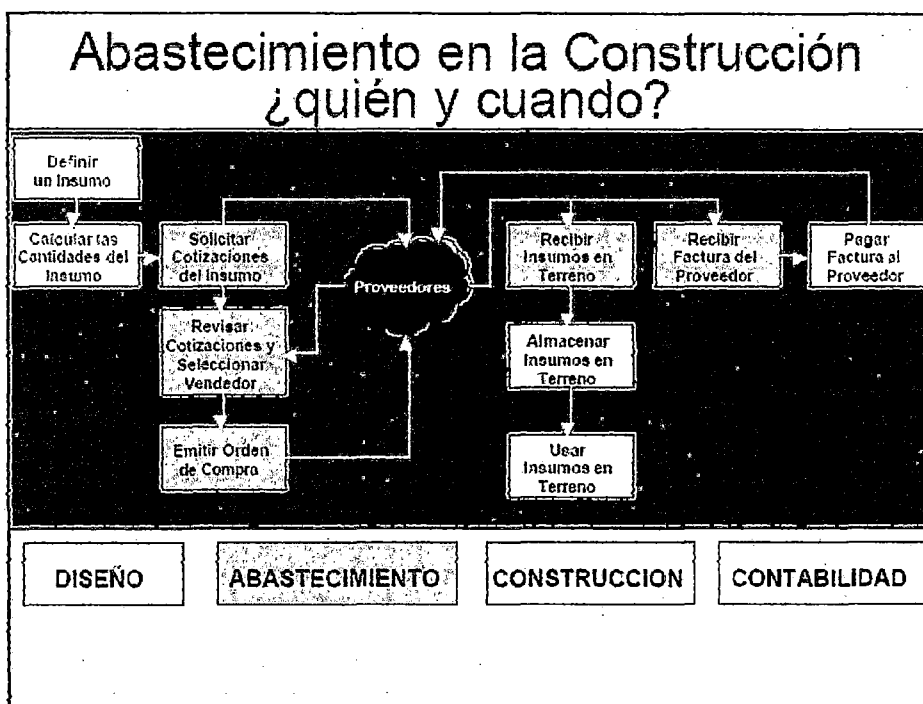 Abastecimiento en la Construcción
¿quién y cuando?
Definir
un Insumo
Calcular las
Cantidades del
Insumo
Solicitar
Cotizaciones
del Insumo
Revisar
Cotizaciones y
Seleccionar
Vendedor
Emitir Orden
de Compra
Proveedores
Recibir
Insumos en
Terreno
Almacenar
Insumos en
Terreno
Usar
Insumos en
Terreno
Recibir
Factura del
Proveedor
Pagar
Factura al
Proveedor
DISEÑO
ABASTECIMIENTO
CONSTRUCCION
CONTABILIDAD